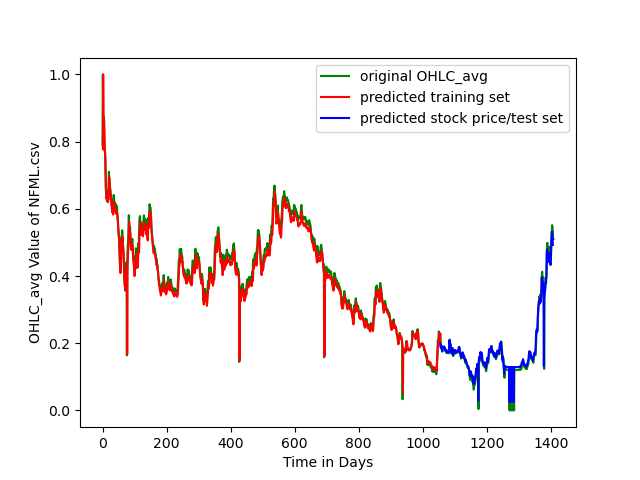 original OHLC_avg
predicted training set
predicted stock price/test set
OHLC_avg Value of NFML.csv
1.0
0.8
0.6
0.4
0.2
0.0
0 200 400 600 800 1000 1200 1400
Time in Days